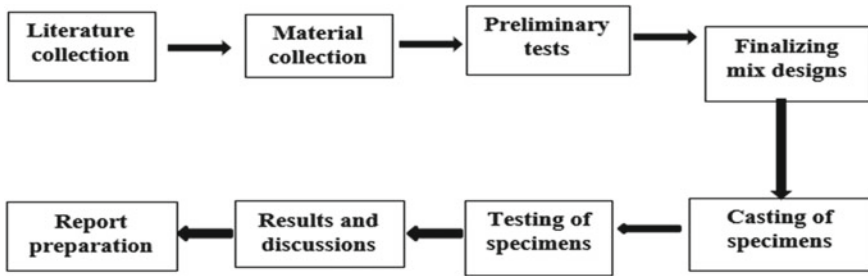 Literature
collection
Material
collection
Preliminary
tests
Finalizing
mix designs
Casting of
specimens
Testing of
specimens
Results and
discussions
Report
preparation